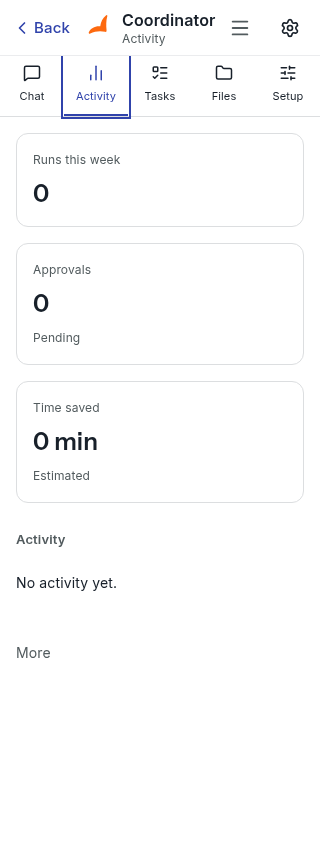 Back
Coordinator
Activity
Chat
Activity
Tasks
Files
Setup
Runs this week
0
Approvals
0
Pending
Time saved
0 min
Estimated
Activity
No activity yet.
More